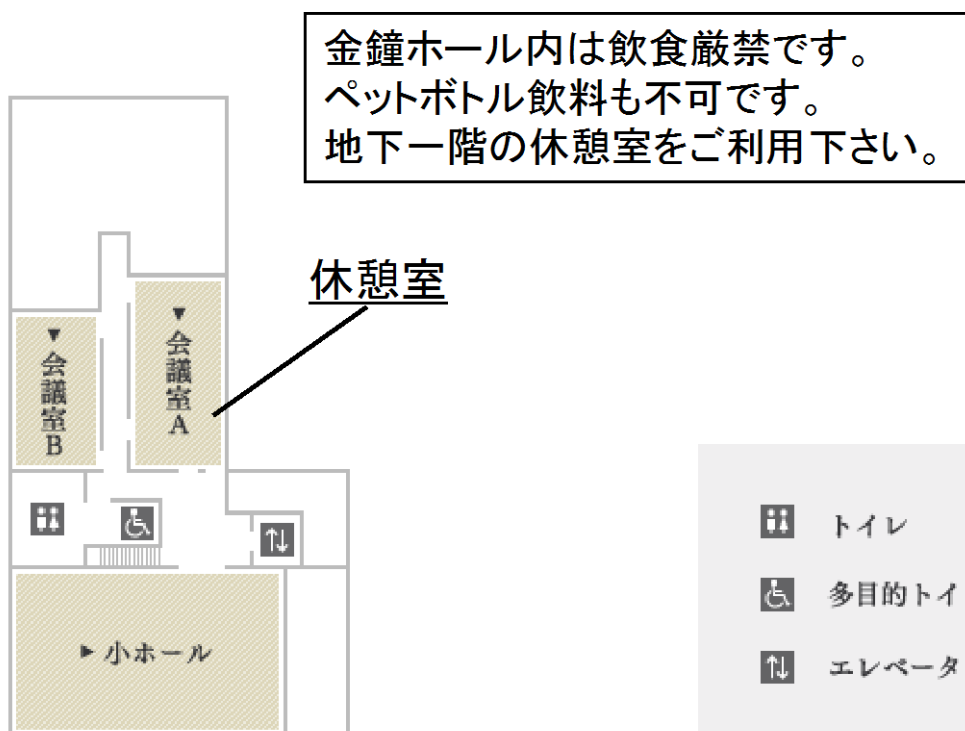 金鐘ホール内は飲食厳禁です。
ペットボトル飲料も不可です。
地下一階の休憩室をご利用下さい。
休憩室
▼会議室A
▼会議室B
▶小ホール
トイレ
多目的トイ
エレベータ